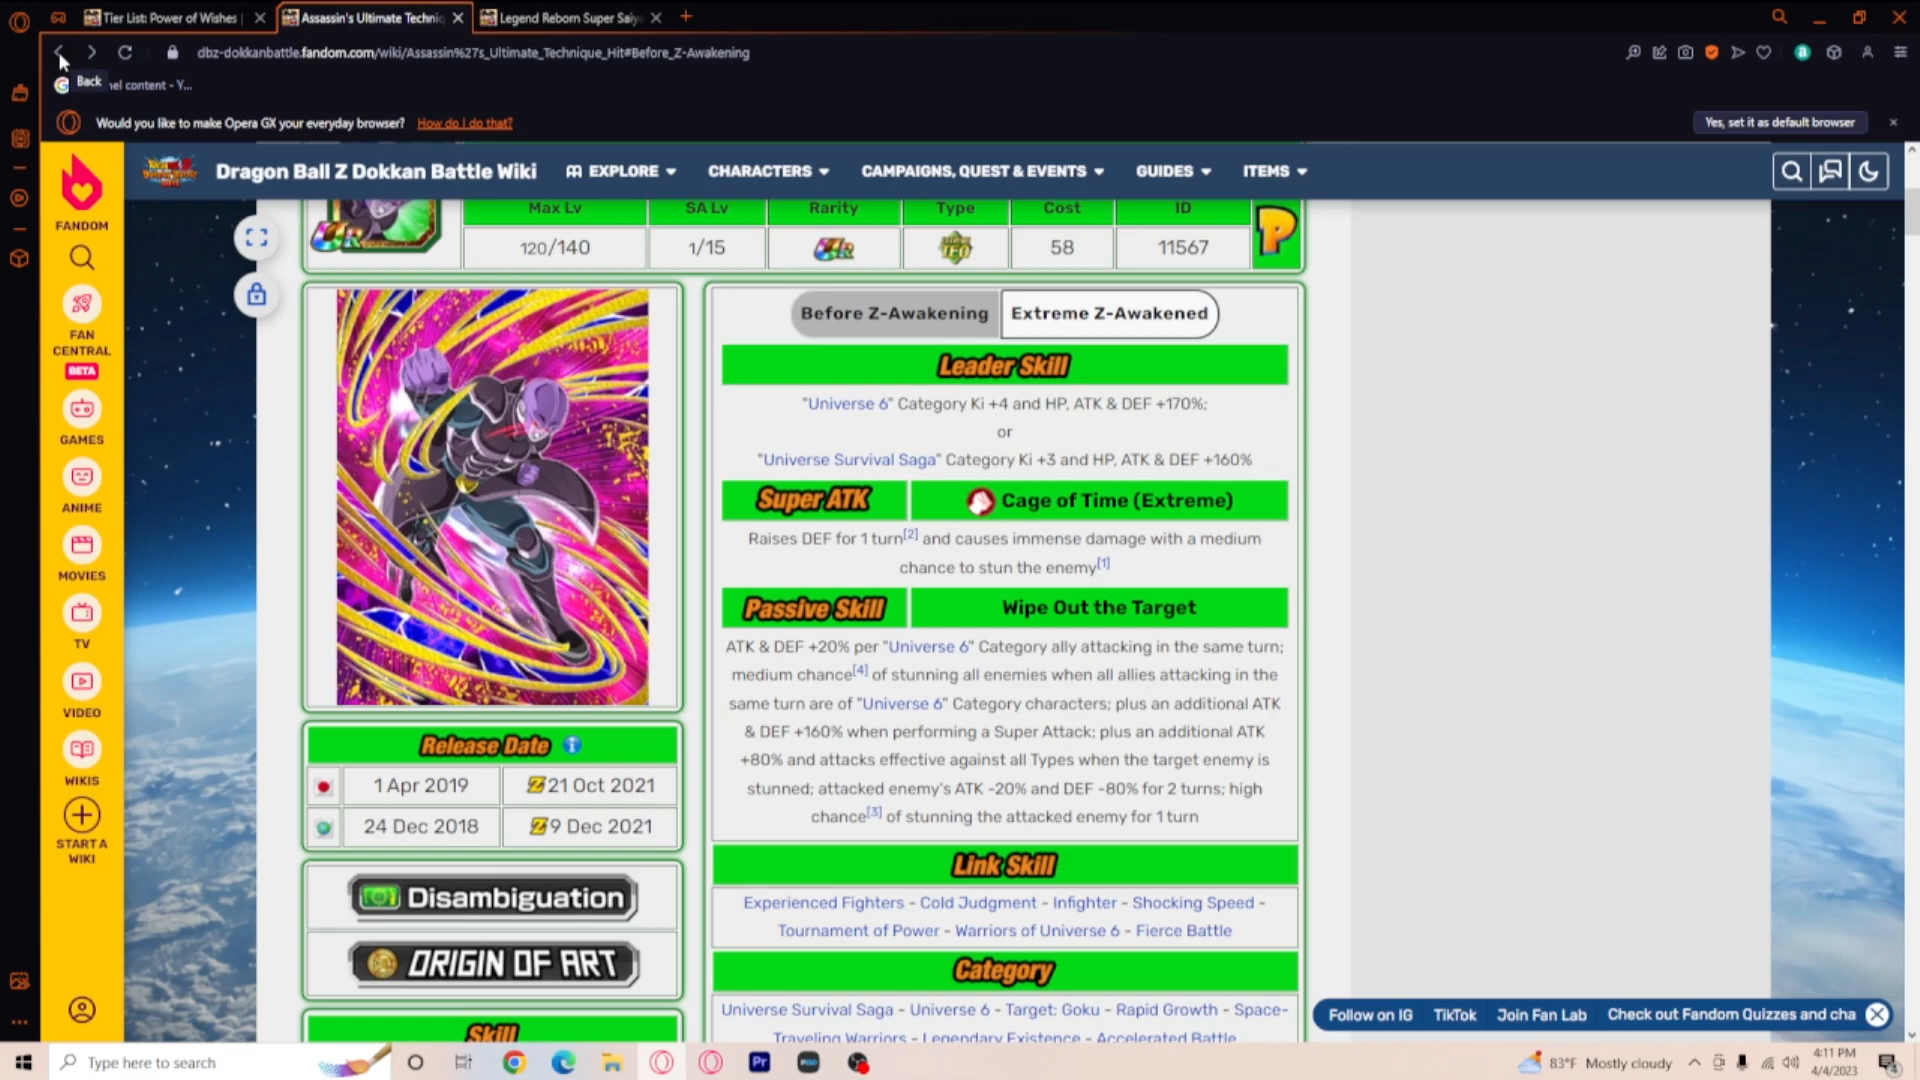 Tier List: Power of Wishes |
Assassin's Ultimate Techniq
Legend Reborn Super Saiy
dbz-dokkanbattle.fandom.com/wiki/Assassin%27s_Ultimate_Technique_Hit#Before_Z-Awakening
Back
nel content - Y...
Would you like to make Opera GX your everyday browser? How do I do that?
Yes, set it as default browser
Dragon Ball Z Dokkan Battle Wiki
EXPLORE
CHARACTERS
CAMPAIGNS, QUEST & EVENTS
GUIDES
ITEMS
FANDOM
FAN
CENTRAL
BETA
GAMES
ANIME
MOVIES
TV
VIDEO
WIKIS
START A
WIKI
Max Lv SA Lv Rarity Type Cost ID
120/140 1/15 UR TEQ 58 11567
UR
P
Before Z-Awakening Extreme Z-Awakened
Leader Skill
"Universe 6" Category Ki +4 and HP, ATK & DEF +170%;
or
"Universe Survival Saga" Category Ki +3 and HP, ATK & DEF +160%
Super ATK Cage of Time (Extreme)
Raises DEF for 1 turn[2] and causes immense damage with a medium
chance to stun the enemy[1]
Passive Skill Wipe Out the Target
ATK & DEF +20% per "Universe 6" Category ally attacking in the same turn;
medium chance[4] of stunning all enemies when all allies attacking in the
same turn are of "Universe 6" Category characters; plus an additional ATK
& DEF +160% when performing a Super Attack; plus an additional ATK
+80% and attacks effective against all Types when the target enemy is
stunned; attacked enemy's ATK -20% and DEF -80% for 2 turns; high
chance[3] of stunning the attacked enemy for 1 turn
Link Skill
Experienced Fighters - Cold Judgment - Infighter - Shocking Speed -
Tournament of Power - Warriors of Universe 6 - Fierce Battle
Category
Universe Survival Saga - Universe 6 - Target: Goku - Rapid Growth - Space-
Traveling Warriors - Legendary Existence - Accelerated Battle
Release Date
1 Apr 2019 Z 21 Oct 2021
24 Dec 2018 Z 9 Dec 2021
Disambiguation
ORIGIN OF ART
Skill
Follow on IG TikTok Join Fan Lab Check out Fandom Quizzes and cha
Type here to search
Pr
83°F Mostly cloudy
4:11 PM
4/4/2023
4